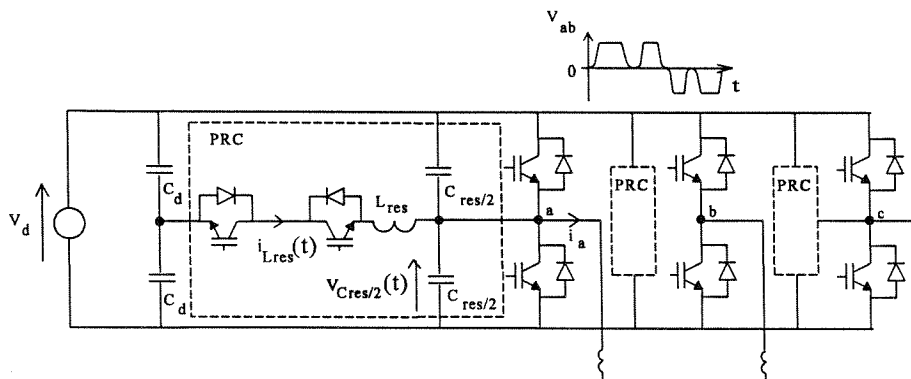 V_ab
0
t
PRC
C_d
L_res
C_res/2
V_d
i_Lres(t)
a
i_a
PRC
b
PRC
c
C_d
V_Cres/2(t)
C_res/2